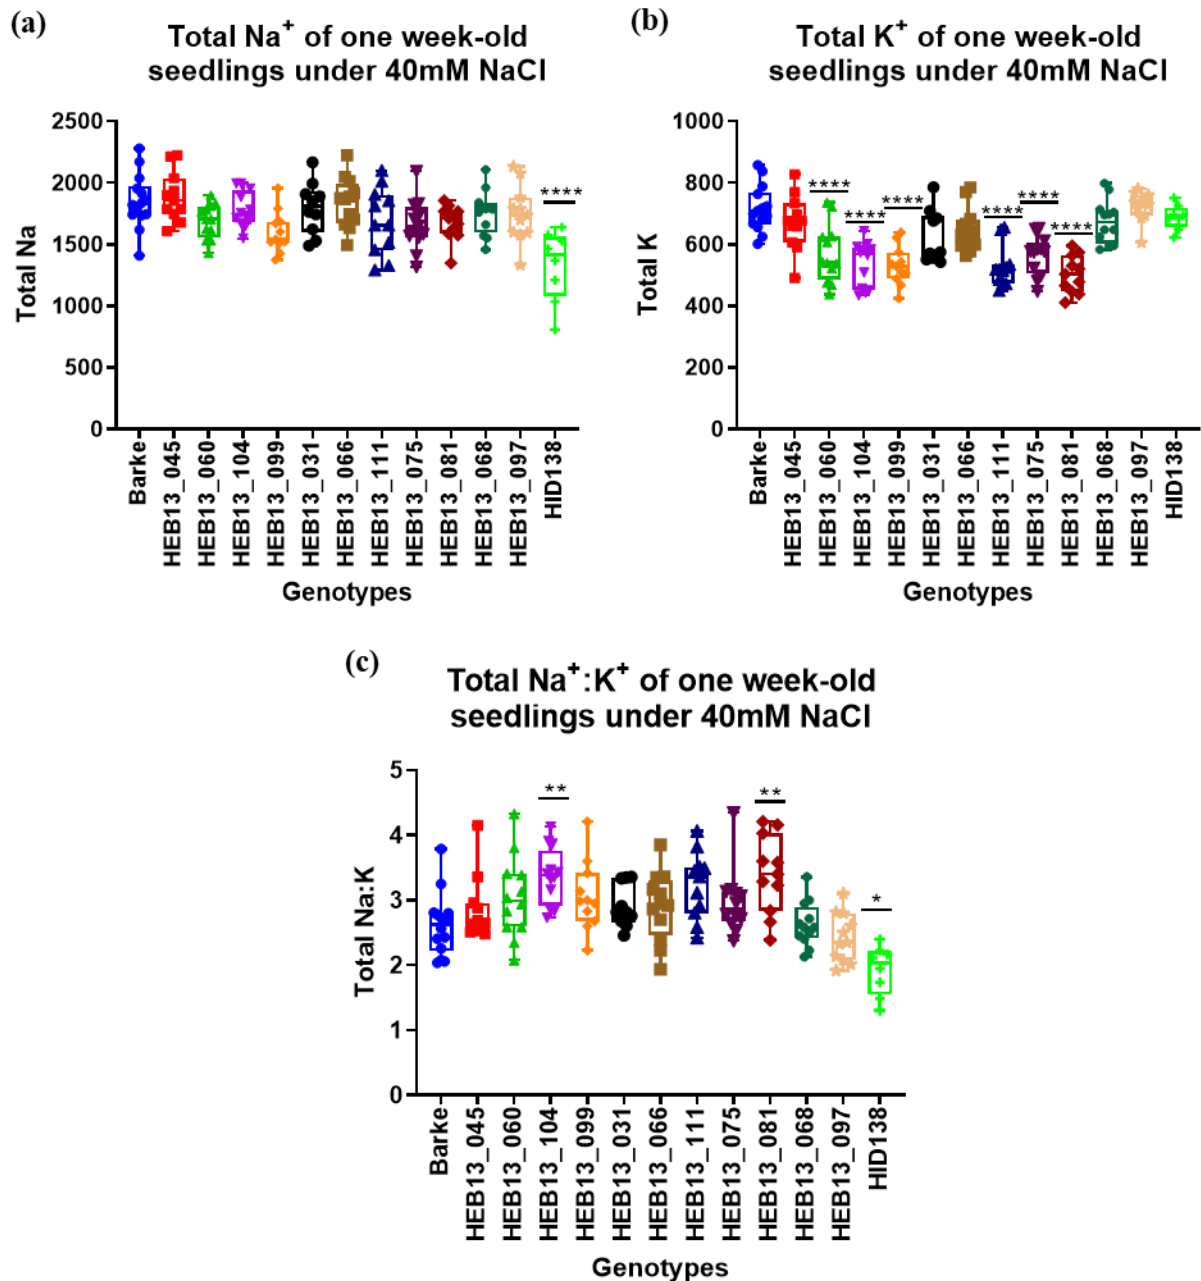 (a)
Total Na⁺ of one week-old
seedlings under 40mM NaCl
Total Na
2500
2000
1500
1000
500
0
****
Barke
HEB13_045
HEB13_060
HEB13_104
HEB13_099
HEB13_031
HEB13_066
HEB13_111
HEB13_075
HEB13_081
HEB13_068
HEB13_097
HID138
Genotypes
(b)
Total K⁺ of one week-old
seedlings under 40mM NaCl
Total K
1000
800
600
400
200
0
****
****
****
****
****
****
Barke
HEB13_045
HEB13_060
HEB13_104
HEB13_099
HEB13_031
HEB13_066
HEB13_111
HEB13_075
HEB13_081
HEB13_068
HEB13_097
HID138
Genotypes
(c)
Total Na⁺:K⁺ of one week-old
seedlings under 40mM NaCl
Total Na:K
5
4
3
2
1
0
**
**
*
Barke
HEB13_045
HEB13_060
HEB13_104
HEB13_099
HEB13_031
HEB13_066
HEB13_111
HEB13_075
HEB13_081
HEB13_068
HEB13_097
HID138
Genotypes